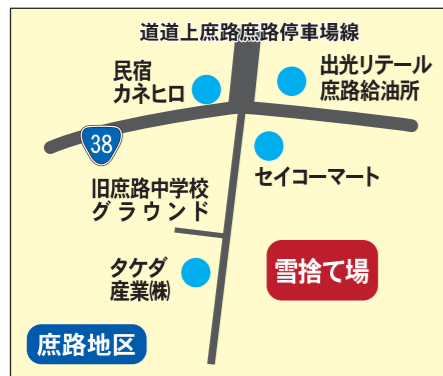 道道上庶路庶路停車場線
民宿
カネヒロ
出光リテール
庶路給油所
38
セイコーマート
旧庶路中学校
グラウンド
タケダ
産業㈱
雪捨て場
庶路地区